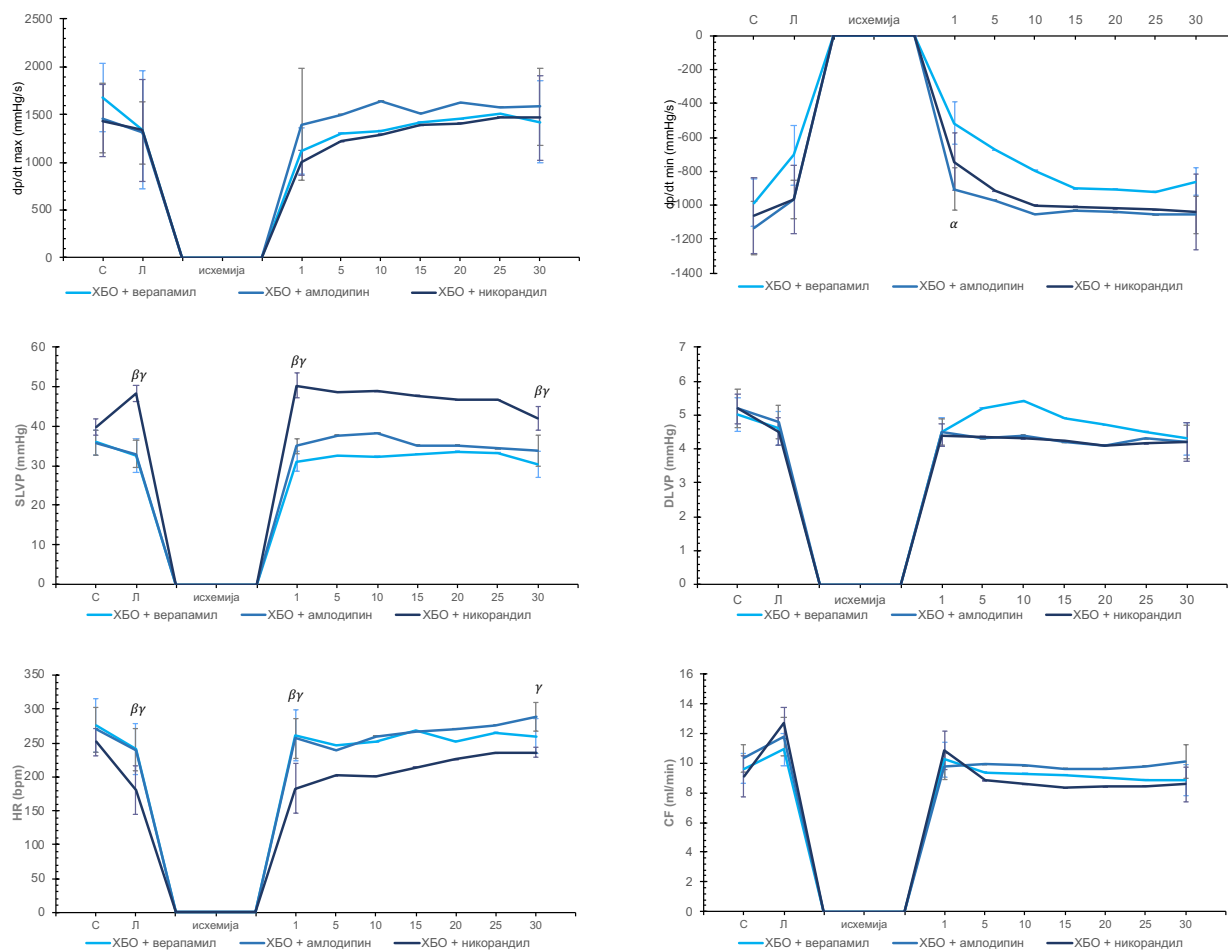 dp/dt max (mmHg/s)
2500
2000
1500
1000
500
0
С Л исхемија 1 5 10 15 20 25 30
ХБО + верапамил ХБО + амлодипин ХБО + никорандил
dp/dt min (mmHg/s)
С Л исхемија 1 5 10 15 20 25 30
0
-200
-400
-600
-800
-1000
-1200
-1400
α
ХБО + верапамил ХБО + амлодипин ХБО + никорандил
SLVP (mmHg)
60
50
40
30
20
10
0
βγ βγ βγ
С Л исхемија 1 5 10 15 20 25 30
ХБО + верапамил ХБО + амлодипин ХБО + никорандил
DLVP (mmHg)
7
6
5
4
3
2
1
0
С Л исхемија 1 5 10 15 20 25 30
ХБО + верапамил ХБО + амлодипин ХБО + никорандил
HR (bpm)
350
300
250
200
150
100
50
0
βγ βγ γ
С Л исхемија 1 5 10 15 20 25 30
ХБО + верапамил ХБО + амлодипин ХБО + никорандил
CF (ml/min)
16
14
12
10
8
6
4
2
0
С Л исхемија 1 5 10 15 20 25 30
ХБО + верапамил ХБО + амлодипин ХБО + никорандил